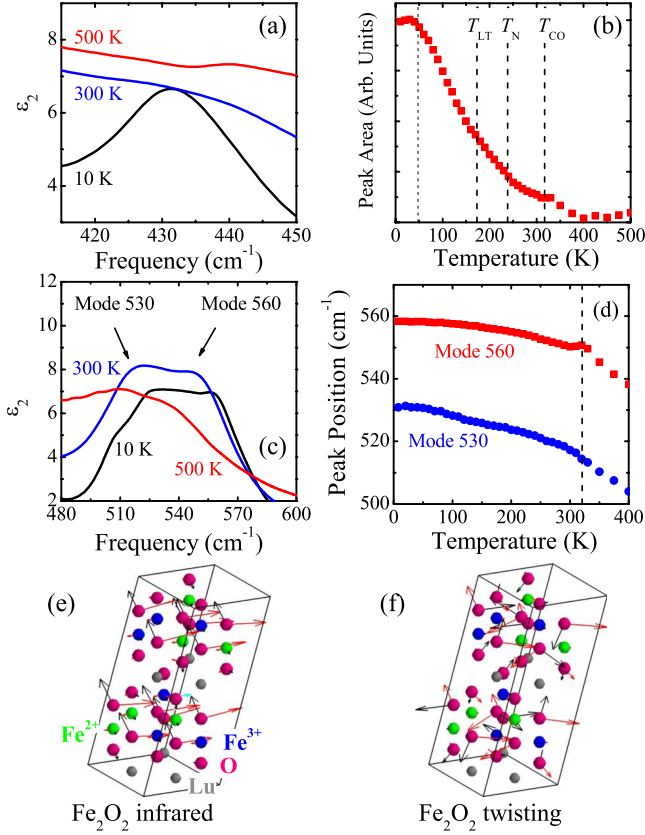 (a)
500 K
300 K
10 K
ε₂
8
6
4
420 430 440 450
Frequency (cm⁻¹)
(b)
T_LT T_N T_CO
Peak Area (Arb. Units)
0 100 200 300 400 500
Temperature (K)
Mode 530 Mode 560
300 K
10 K
500 K
(c)
ε₂
12
10
8
6
4
2
480 510 540 570 600
Frequency (cm⁻¹)
(d)
Mode 560
Mode 530
Peak Position (cm⁻¹)
560
540
520
500
0 100 200 300 400
Temperature (K)
(e)
Fe²⁺
Fe³⁺
O
Lu
Fe₂O₂ infrared
(f)
Fe₂O₂ twisting